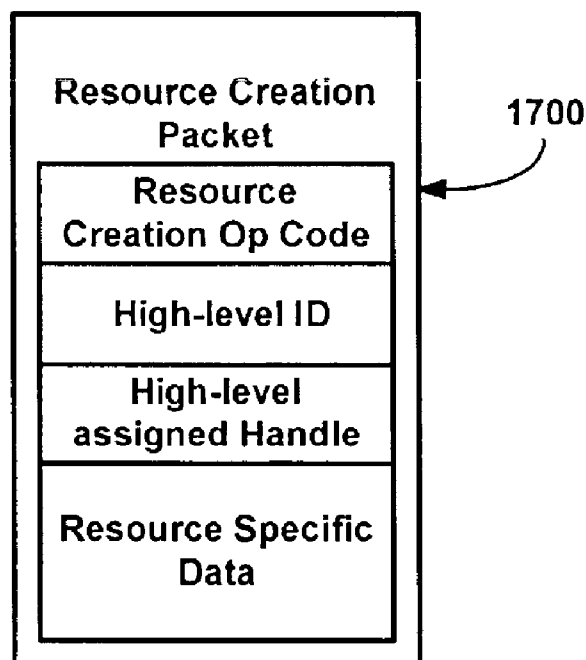 Resource Creation
Packet
1700
Resource
Creation Op Code
High-level ID
High-level
assigned Handle
Resource Specific
Data